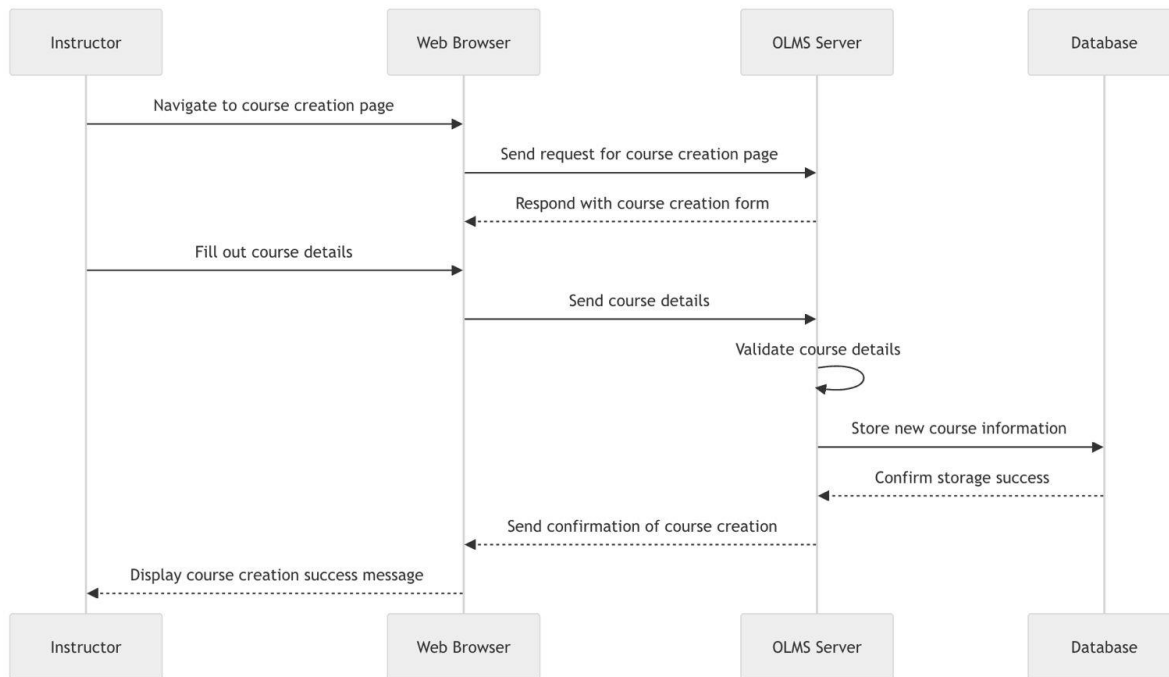 Instructor
Web Browser
OLMS Server
Database
Navigate to course creation page
Send request for course creation page
Respond with course creation form
Fill out course details
Send course details
Validate course details
Store new course information
Confirm storage success
Send confirmation of course creation
Display course creation success message
Instructor
Web Browser
OLMS Server
Database